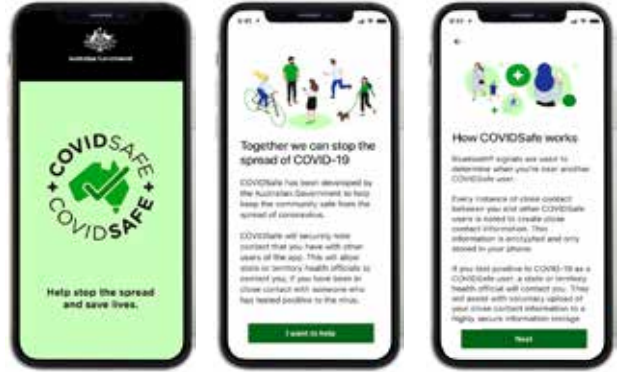 Australian Government
COVIDSAFE
COVIDSAFE
Help stop the spread
and save lives.
Together we can stop the
spread of COVID-19
COVIDSafe has been developed by
the Australian Government to help
keep the community safe from the
spread of coronavirus.
COVIDSafe will securely note
contact that you have with other
users of the app. This will allow
state or territory health officials to
contact you, if you have been in
close contact with someone who
has tested positive to the virus.
I want to help
How COVIDSafe works
Bluetooth® signals are used to
determine when you're near another
COVIDSafe user.
Every instance of close contact
between you and other COVIDSafe
users is noted to create close
contact information. This
information is encrypted and only
stored in your phone.
If you test positive to COVID-19 as a
COVIDSafe user, a state or territory
health official will contact you. They
will assist with voluntary upload of
your close contact information to a
highly secure information storage
Next